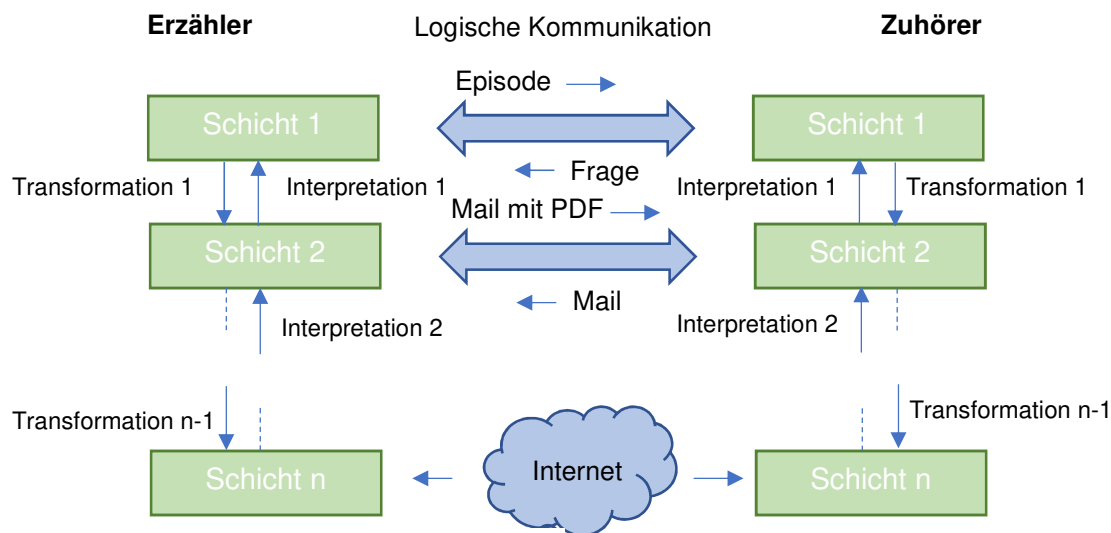 Erzähler Logische Kommunikation Zuhörer
Episode
Schicht 1 Schicht 1
Frage
Transformation 1 Interpretation 1 Interpretation 1 Transformation 1
Mail mit PDF
Schicht 2 Schicht 2
Mail
Interpretation 2 Interpretation 2
Transformation n-1 Transformation n-1
Internet
Schicht n Schicht n